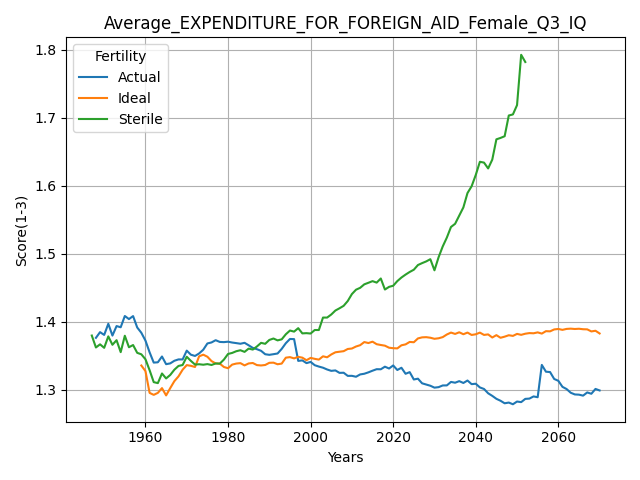 Average_EXPENDITURE_FOR_FOREIGN_AID_Female_Q3_IQ
Fertility
Actual
Ideal
Sterile
Score(1-3)
1.8
1.7
1.6
1.5
1.4
1.3
1960 1980 2000 2020 2040 2060
Years